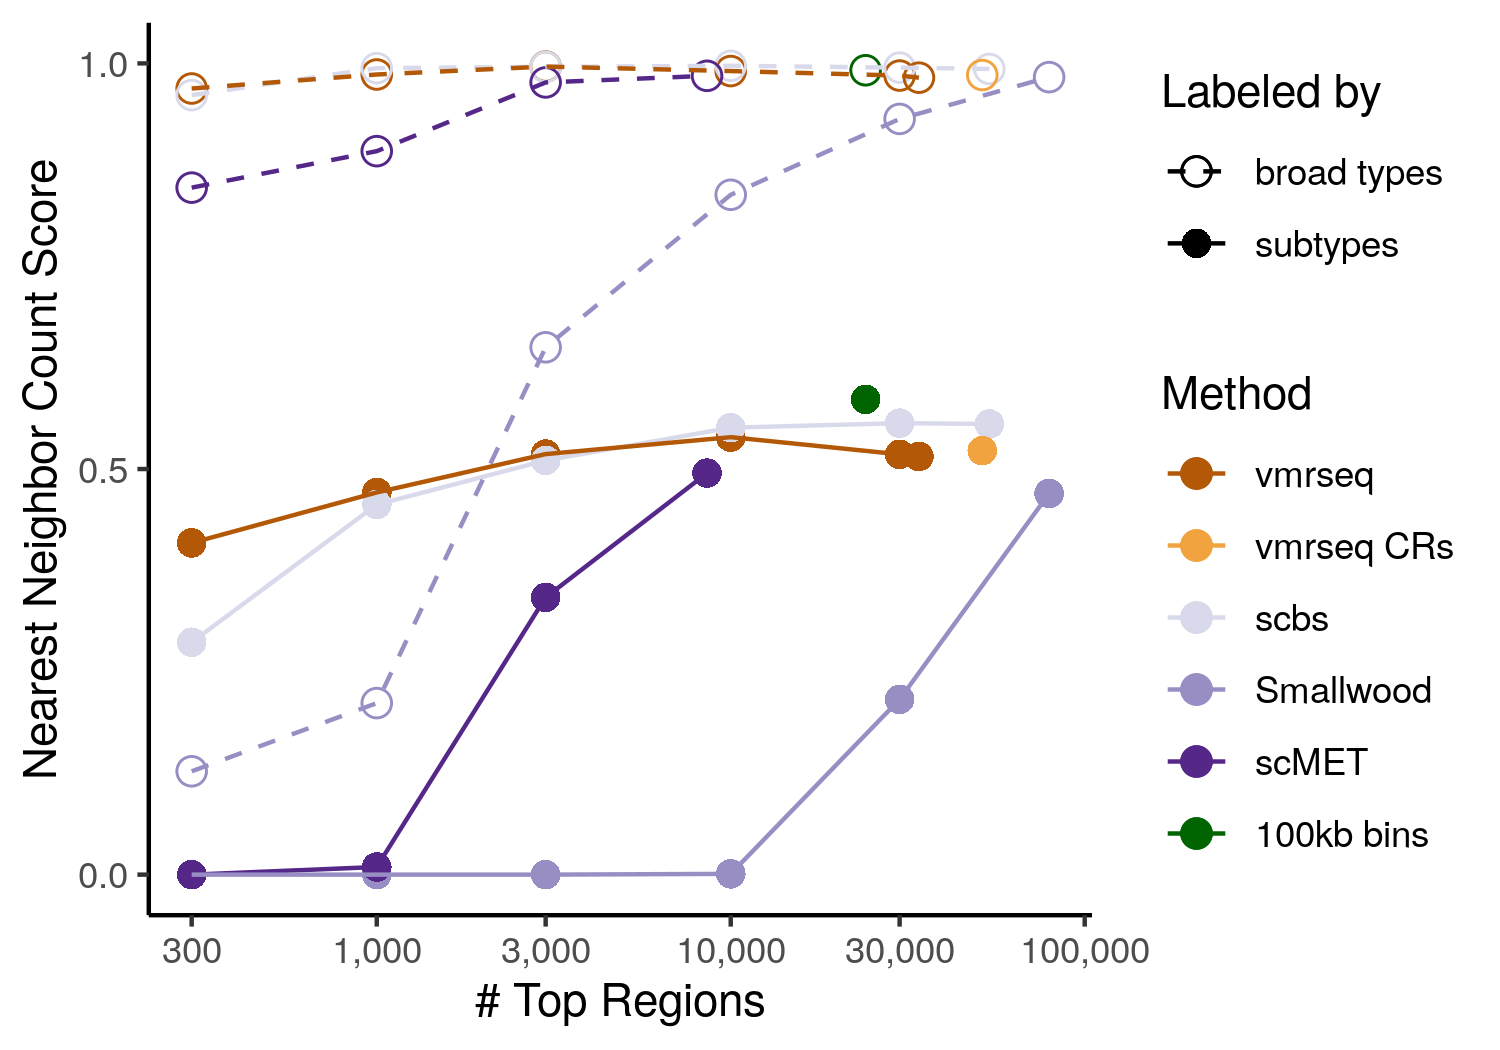 Nearest Neighbor Count Score
1.0
0.5
0.0
300
1,000
3,000
10,000
30,000
100,000
# Top Regions
Labeled by
broad types
subtypes
Method
vmrseq
vmrseq CRs
scbs
Smallwood
scMET
100kb bins